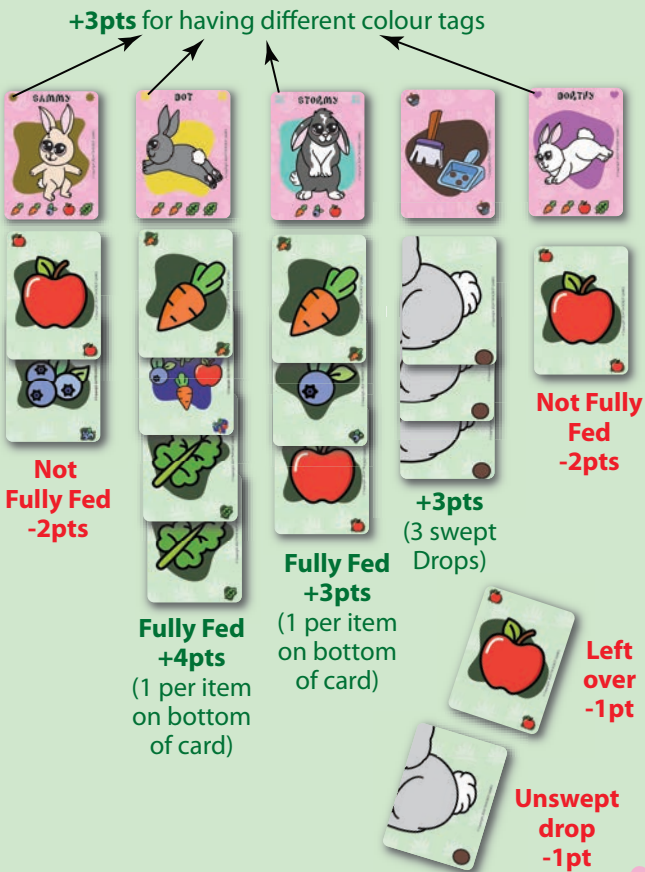 +3pts for having different colour tags
SAMMY
DOT
STORMY
Not
Fully Fed
-2pts
Fully Fed
+4pts
(1 per item
on bottom
of card)
Fully Fed
+3pts
(1 per item
on bottom
of card)
+3pts
(3 swept
Drops)
Not Fully
Fed
-2pts
Left
over
-1pt
Unswept
drop
-1pt